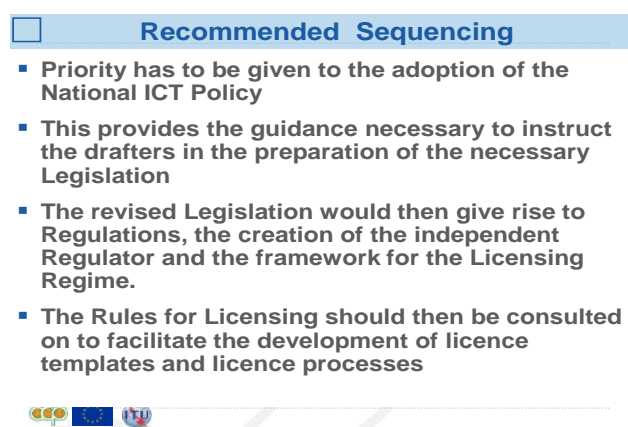 Recommended Sequencing
Priority has to be given to the adoption of the
National ICT Policy
This provides the guidance necessary to instruct
the drafters in the preparation of the necessary
Legislation
The revised Legislation would then give rise to
Regulations, the creation of the independent
Regulator and the framework for the Licensing
Regime.
The Rules for Licensing should then be consulted
on to facilitate the development of licence
templates and licence processes
ITU